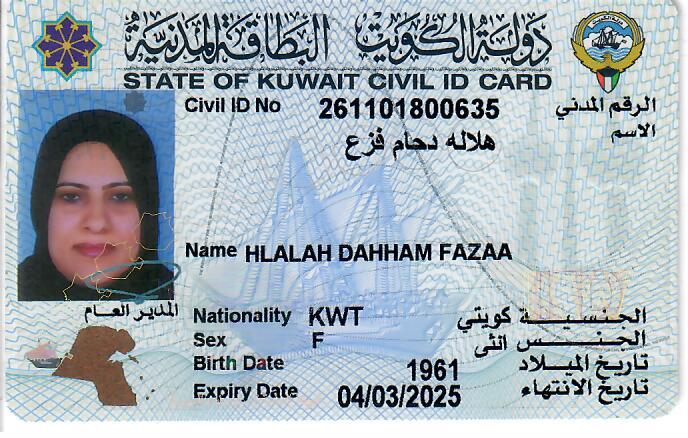 دولة الكويت البطاقة المدنية
STATE OF KUWAIT CIVIL ID CARD
Civil ID No 261101800635 الرقم المدني
الاسم
هلاله دحام فزع
Name HLALAH DAHHAM FAZAA
المدير العام
Nationality KWT الجنسية كويتي
Sex F الجنس انثى
Birth Date 1961 تاريخ الميلاد
Expiry Date 04/03/2025 تاريخ الانتهاء